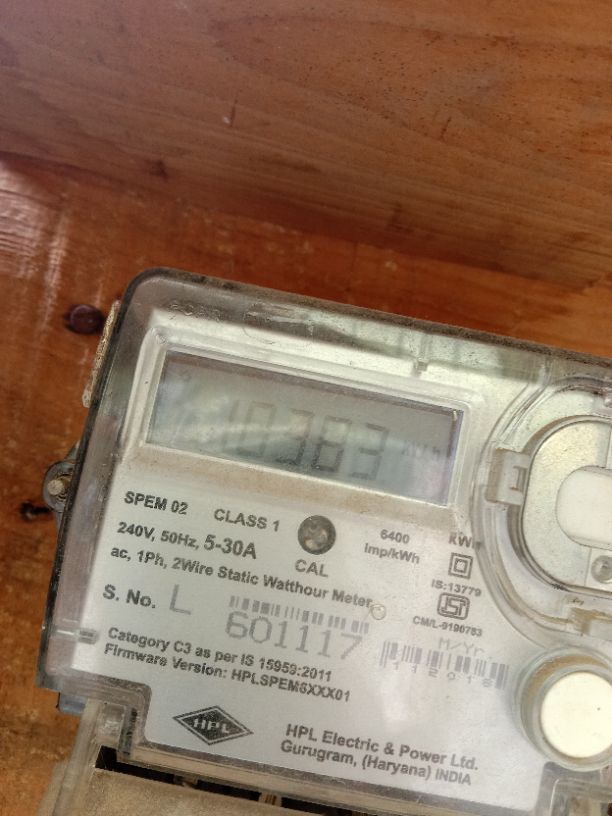 10383
SPEM 02 CLASS 1
240V, 50Hz, 5-30A
CAL
6400
imp/kWh
ac, 1Ph, 2Wire Static Watthour Meter
IS:13779
CM/L-9190783
S. No. L 601117
M/Yr
112018
Category C3 as per IS 15959:2011
Firmware Version: HPLSPEM6XXX01
HPL
HPL Electric & Power Ltd.
Gurugram, (Haryana) INDIA